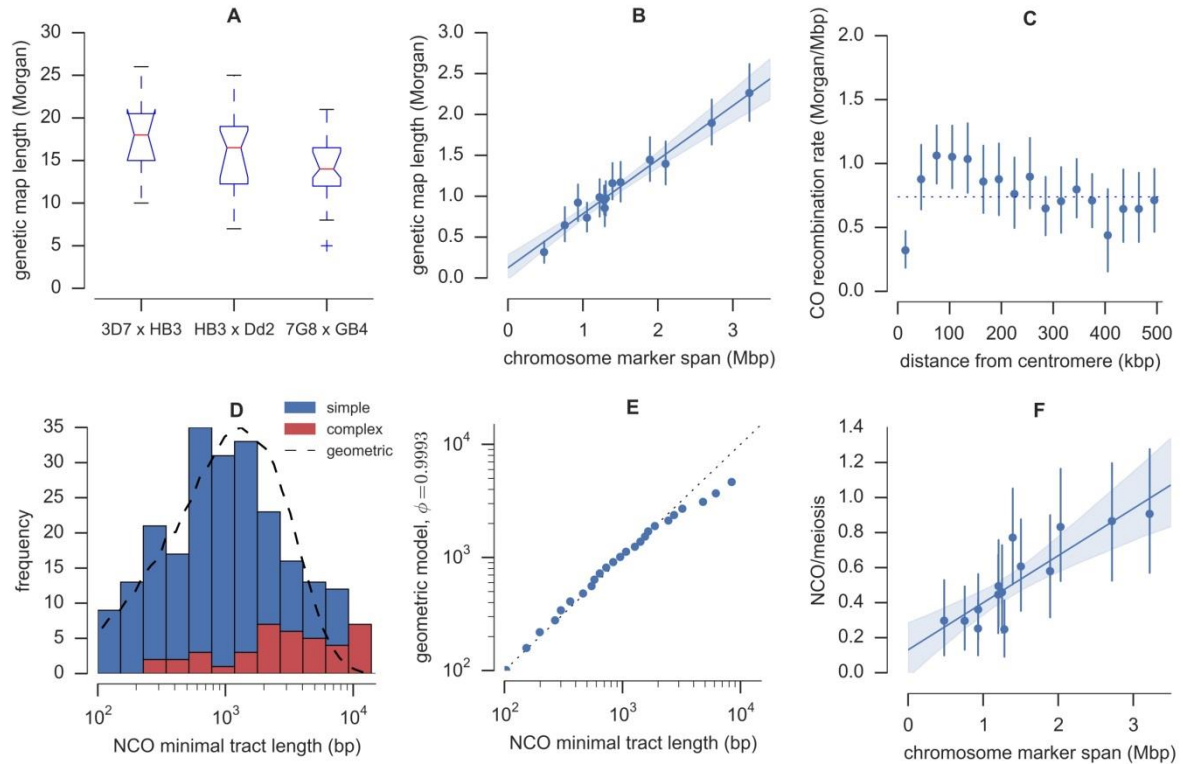 A
genetic map length (Morgan)
30
25
20
15
10
5
0
3D7 x HB3
HB3 x Dd2
7G8 x GB4
B
genetic map length (Morgan)
3.0
2.5
2.0
1.5
1.0
0.5
0.0
0
1
2
3
chromosome marker span (Mbp)
C
CO recombination rate (Morgan/Mbp)
2.0
1.5
1.0
0.5
0.0
0
100
200
300
400
500
distance from centromere (kbp)
D
simple
complex
geometric
frequency
35
30
25
20
15
10
5
0
10²
10³
10⁴
NCO minimal tract length (bp)
E
geometric model, ϕ=0.9993
10⁴
10³
10²
10²
10³
10⁴
NCO minimal tract length (bp)
F
NCO/meiosis
1.4
1.2
1.0
0.8
0.6
0.4
0.2
0.0
0
1
2
3
chromosome marker span (Mbp)